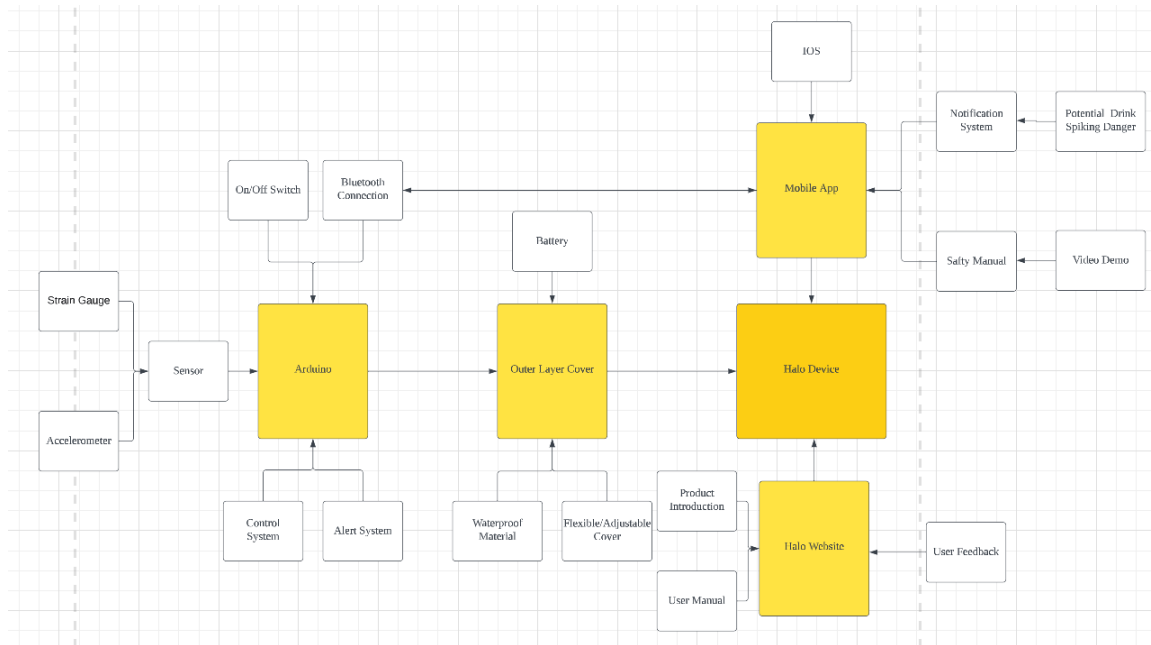 IOS
Notification
System
Potential Drink
Spiking Danger
On/Off Switch
Bluetooth
Connection
Mobile App
Battery
Safty Manual
Video Demo
Strain Gauge
Sensor
Arduino
Outer Layer Cover
Halo Device
Accelerometer
Control
System
Alert System
Waterproof
Material
Flexible/Adjustable
Cover
Product
Introduction
Halo Website
User Feedback
User Manual